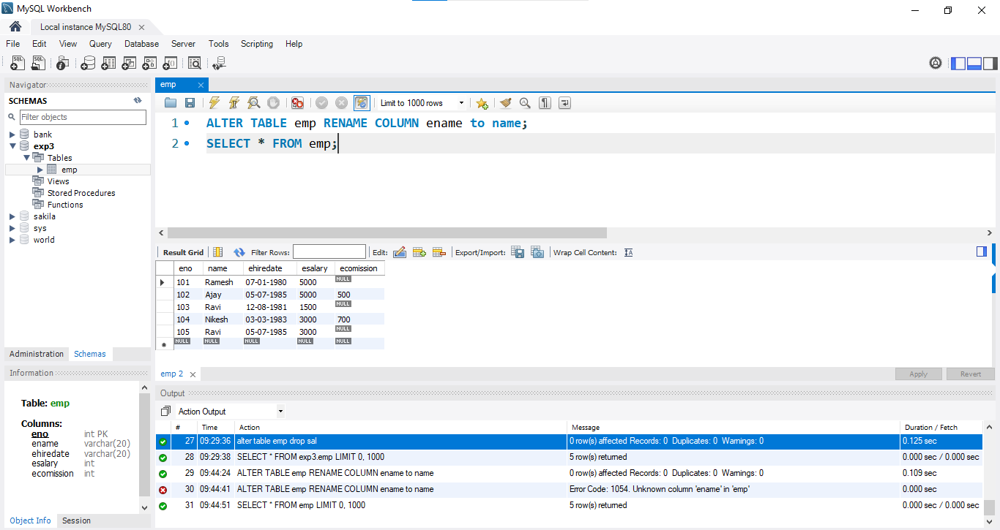 MySQL Workbench
Local instance MySQL80
File Edit View Query Database Server Tools Scripting Help
Navigator
SCHEMAS
Filter objects
bank
exp3
Tables
emp
Views
Stored Procedures
Functions
sakila
sys
world
Administration Schemas
Information
Table: emp
Columns:
eno int PK
ename varchar(20)
ehiredate varchar(20)
esalary int
ecomission int
Object Info Session
emp
Limit to 1000 rows
1 ALTER TABLE emp RENAME COLUMN ename to name;
2 SELECT * FROM emp;
Result Grid Filter Rows: Edit: Export/Import: Wrap Cell Content:
eno name ehiredate esalary ecomission
101 Ramesh 07-01-1980 5000 NULL
102 Ajay 05-07-1985 5000 500
103 Ravi 12-08-1981 1500 NULL
104 Nikesh 03-03-1983 3000 700
105 Ravi 05-07-1985 3000 NULL
NULL NULL NULL NULL NULL
emp 2 Apply Revert
Output
Action Output
# Time Action Message Duration / Fetch
27 09:29:36 alter table emp drop sal 0 row(s) affected Records: 0 Duplicates: 0 Warnings: 0 0.125 sec
28 09:29:38 SELECT * FROM exp3.emp LIMIT 0, 1000 5 row(s) returned 0.000 sec / 0.000 sec
29 09:44:24 ALTER TABLE emp RENAME COLUMN ename to name 0 row(s) affected Records: 0 Duplicates: 0 Warnings: 0 0.109 sec
30 09:44:41 ALTER TABLE emp RENAME COLUMN ename to name Error Code: 1054. Unknown column 'ename' in 'emp' 0.000 sec
31 09:44:51 SELECT * FROM emp LIMIT 0, 1000 5 row(s) returned 0.000 sec / 0.000 sec